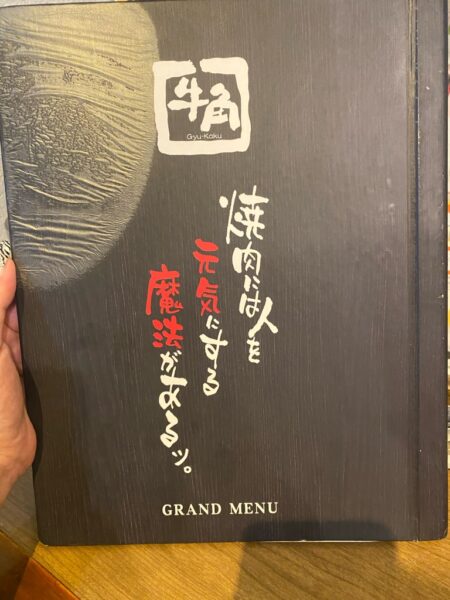 牛角
Gyu-Kaku
焼肉には人を
元気にする
魔法があるッ。
GRAND MENU